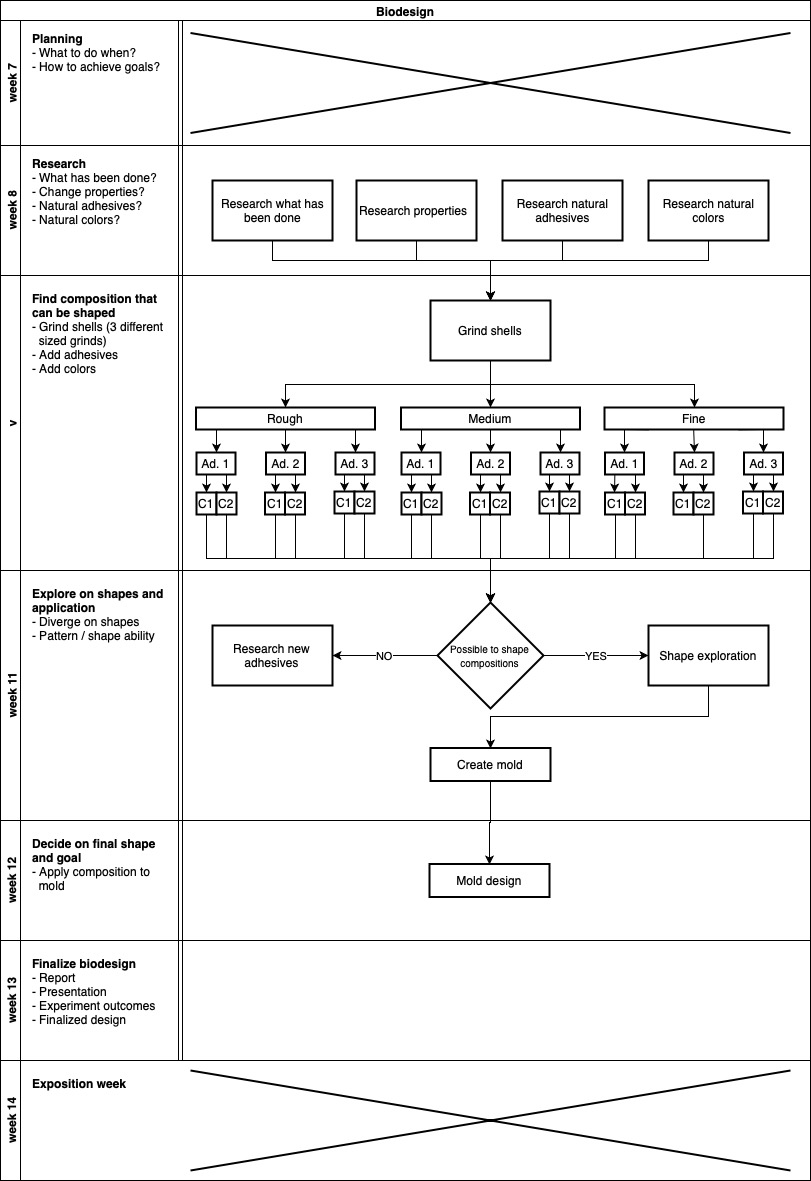 Biodesign
week 7
Planning
- What to do when?
- How to achieve goals?
week 8
Research
- What has been done?
- Change properties?
- Natural adhesives?
- Natural colors?
Research what has
been done
Research properties
Research natural
adhesives
Research natural
colors
v
Find composition that
can be shaped
- Grind shells (3 different
sized grinds)
- Add adhesives
- Add colors
Grind shells
Rough
Medium
Fine
Ad. 1
Ad. 2
Ad. 3
Ad. 1
Ad. 2
Ad. 3
Ad. 1
Ad. 2
Ad. 3
C1
C2
C1
C2
C1
C2
C1
C2
C1
C2
C1
C2
C1
C2
C1
C2
C1
C2
week 11
Explore on shapes and
application
- Diverge on shapes
- Pattern / shape ability
Research new
adhesives
NO
Possible to shape
compositions
YES
Shape exploration
Create mold
week 12
Decide on final shape
and goal
- Apply composition to
mold
Mold design
week 13
Finalize biodesign
- Report
- Presentation
- Experiment outcomes
- Finalized design
week 14
Exposition week